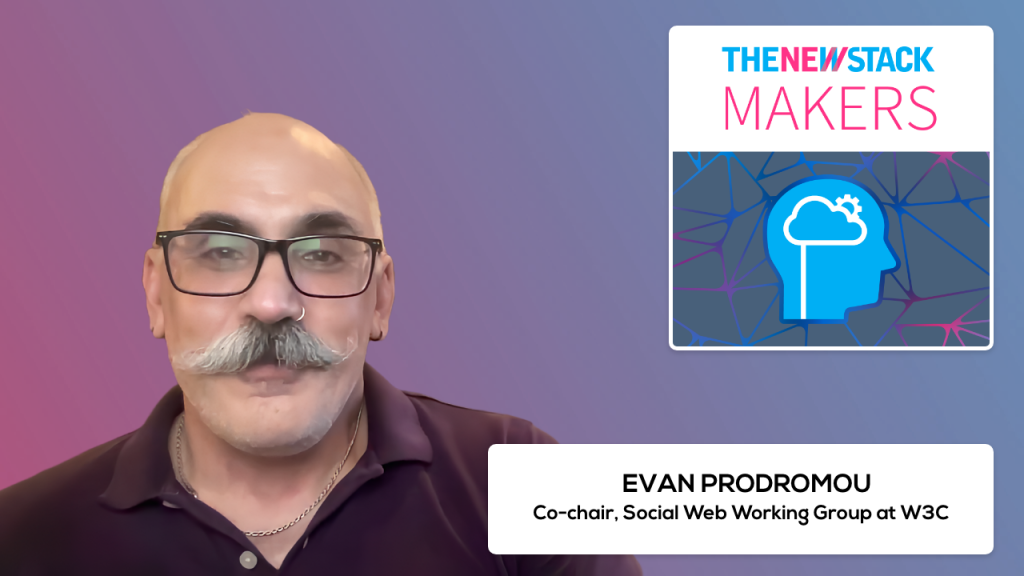 THENEWSTACK
MAKERS
EVAN PRODROMOU
Co-chair, Social Web Working Group at W3C